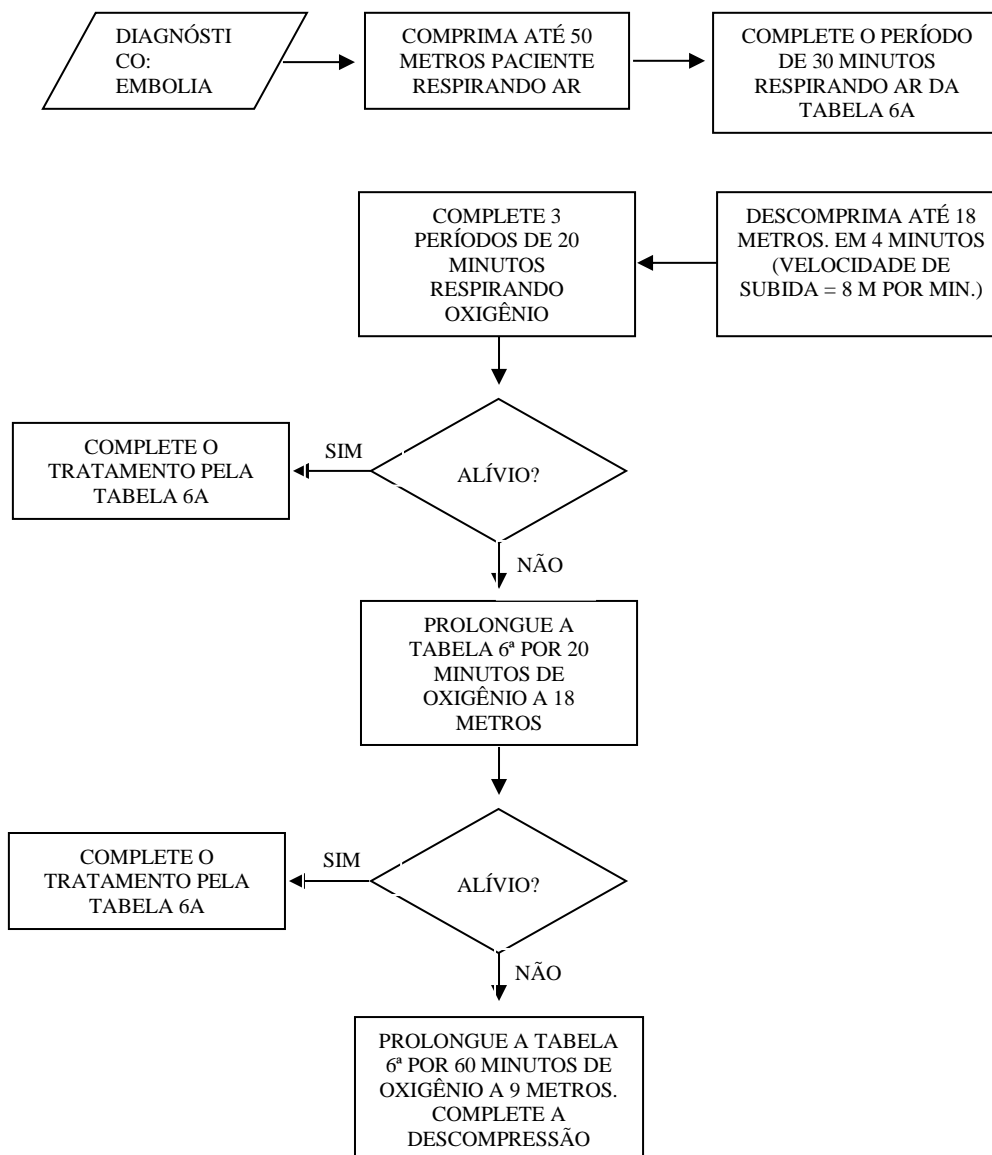 DIAGNÓSTI
CO:
EMBOLIA
COMPRIMA ATÉ 50
METROS PACIENTE
RESPIRANDO AR
COMPLETE O PERÍODO
DE 30 MINUTOS
RESPIRANDO AR DA
TABELA 6A
DESCOMPRIMA ATÉ 18
METROS. EM 4 MINUTOS
(VELOCIDADE DE
SUBIDA = 8 M POR MIN.)
COMPLETE 3
PERÍODOS DE 20
MINUTOS
RESPIRANDO
OXIGÊNIO
ALÍVIO?
SIM
COMPLETE O
TRATAMENTO PELA
TABELA 6A
NÃO
PROLONGUE A
TABELA 6ª POR 20
MINUTOS DE
OXIGÊNIO A 18
METROS
ALÍVIO?
SIM
COMPLETE O
TRATAMENTO PELA
TABELA 6A
NÃO
PROLONGUE A TABELA
6ª POR 60 MINUTOS DE
OXIGÊNIO A 9 METROS.
COMPLETE A
DESCOMPRESSÃO